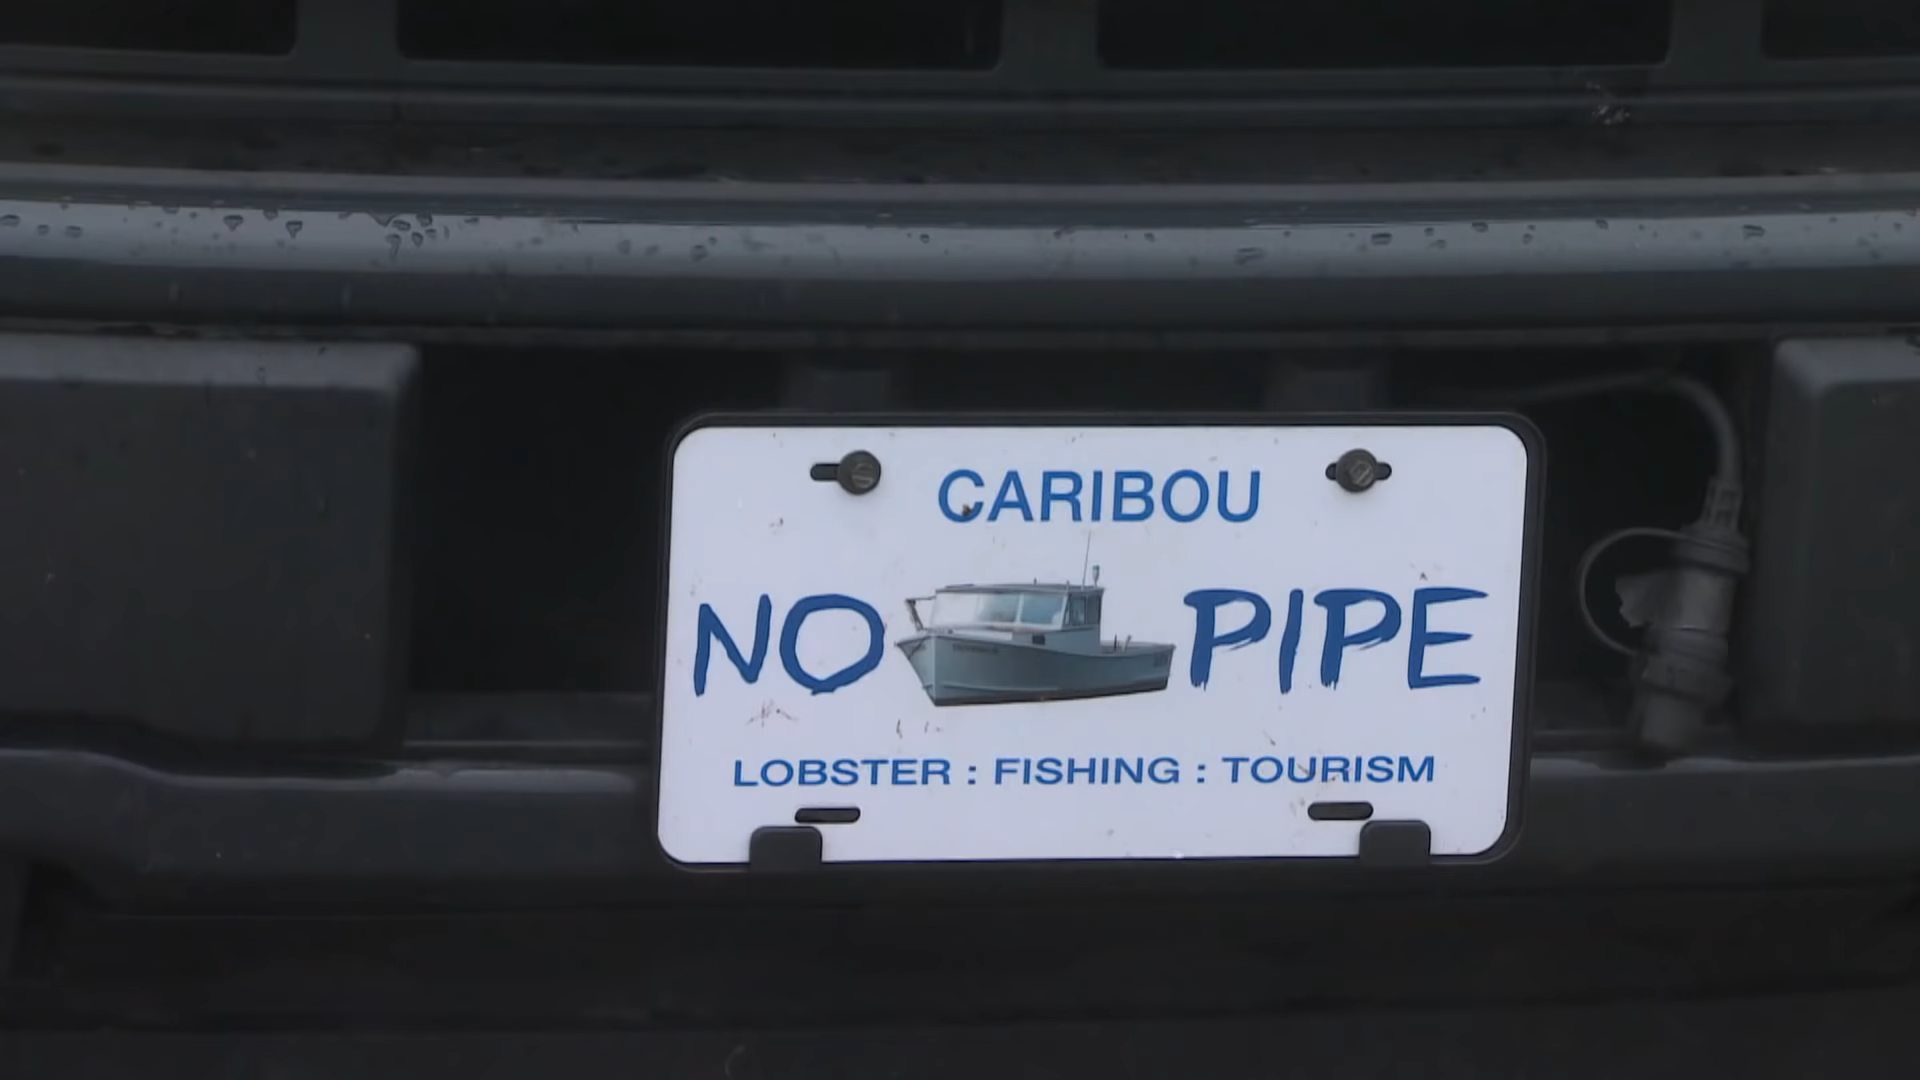 CARIBOU
NO PIPE
LOBSTER : FISHING : TOURISM